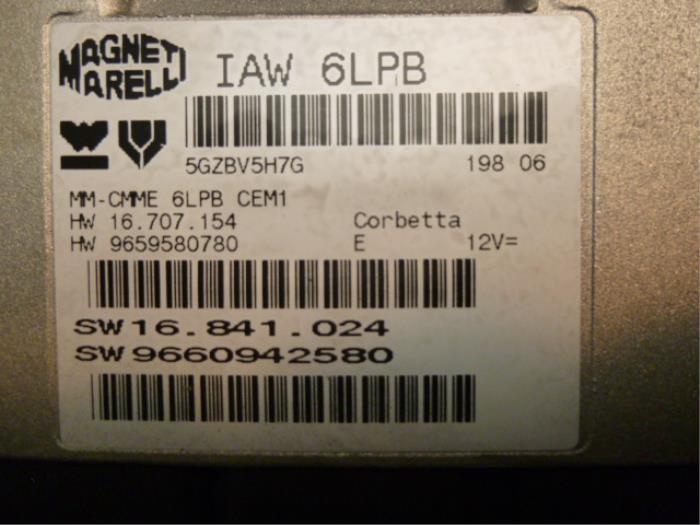 MAGNETI
MARELLI
IAW 6LPB
5GZBV5H7G 198 06
MM-CMME 6LPB CEM1
HW 16.707.154 Corbetta
HW 9659580780 E 12V=
SW16.841.024
SW9660942580